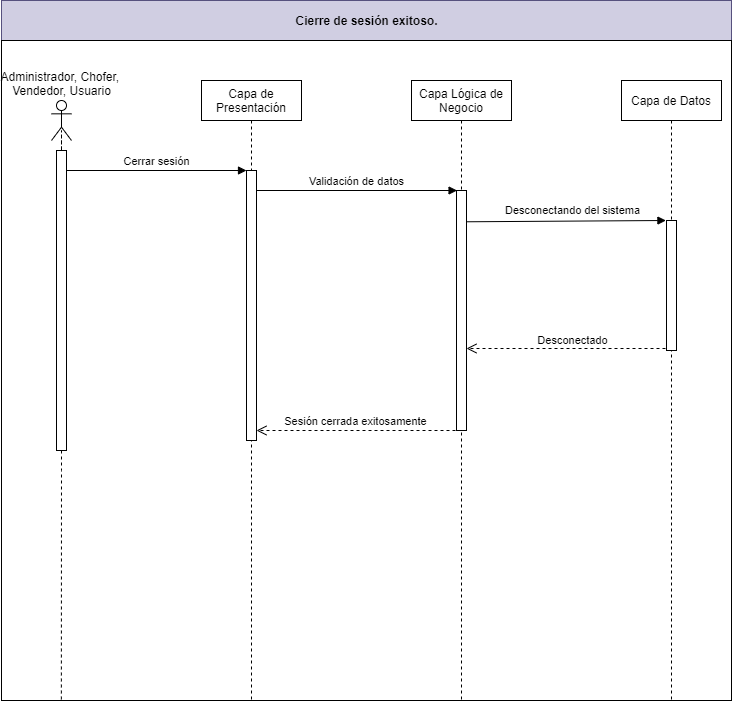 Cierre de sesión exitoso.
Administrador, Chofer,
Vendedor, Usuario
Capa de
Presentación
Capa Lógica de
Negocio
Capa de Datos
Cerrar sesión
Validación de datos
Desconectando del sistema
Desconectado
Sesión cerrada exitosamente